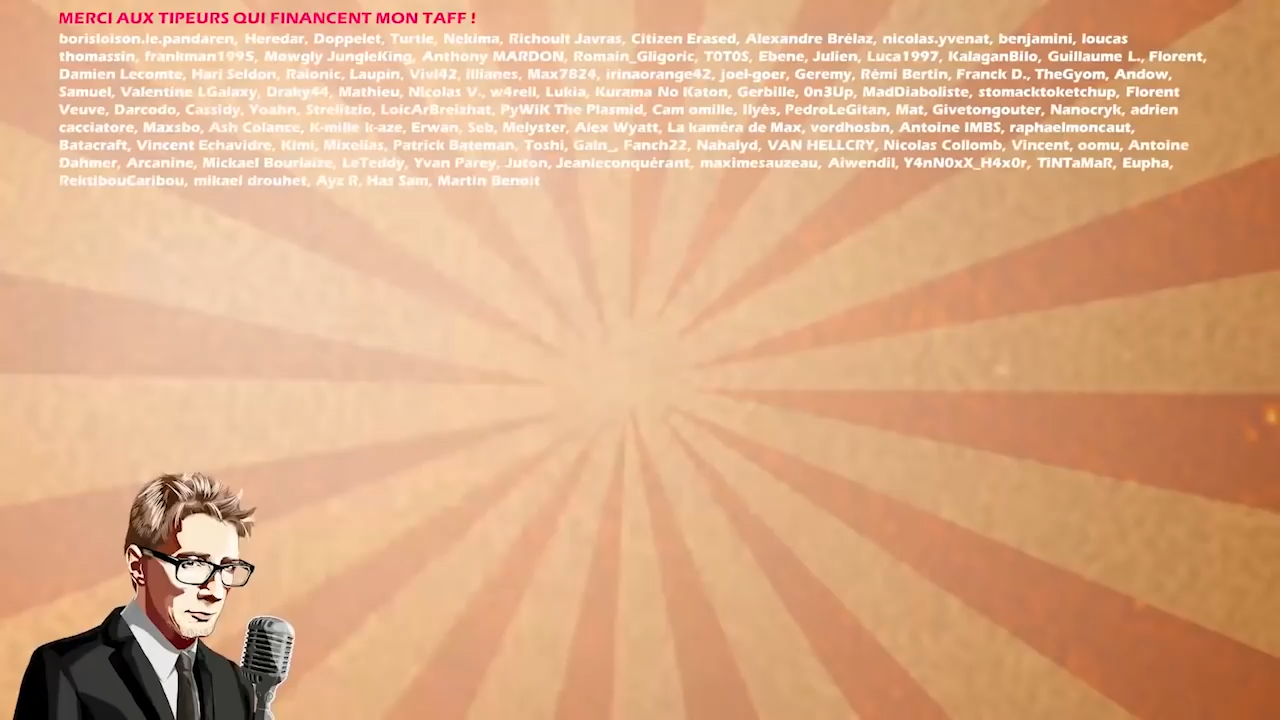 MERCI AUX TIPEURS QUI FINANCENT MON TAFF !
borisloison.ie.pandaren, Heredar, Doppelet, Turtle, Nekima, Richoult Javras, Citizen Erased, Alexandre Brélaz, nicolas.yvenat, benjamini, loucas
thomassin, frankman1995, Mowgly JungleKing, Anthony MARDON, Romain_Gligoric, T0T0S, Ebene, Julien, Luca1997, KalaganBilo, Guillaume L., Florent,
Damien Lecomte, Hari Seldon, Raionic, Laupin, Vivi42, illianes, Max7824, irinaorange42, joel-goer, Geremy, Rémi Bertin, Franck D., TheGyom, Andow,
Samuel, Valentine LGalaxy, Draky44, Mathieu, Nicolas V., w4rell, Lukia, Kurama No Katon, Gerbille, 0n3Up, MadDiaboliste, stomacktoketchup, Florent
Veuve, Darcodo, Cassidy, Yoahn, Strelitzio, LoicArBreizhat, PyWiK The Plasmid, Cam omille, Ilyès, PedroLeGitan, Mat, Givetongouter, Nanocryk, adrien
cacciatore, Maxsbo, Ash Colance, K-mille k-aze, Erwan, Seb, Melyster, Alex Wyatt, La kaméra de Max, vordhosbn, Antoine IMBS, raphaelmoncaut,
Batacraft, Vincent Echavidre, Kimi, Mixelias, Patrick Bateman, Toshi, Gain_, Fanch22, Nahalyd, VAN HELLCRY, Nicolas Collomb, Vincent, oomu, Antoine
Dahmer, Arcanine, Mickael Bourlaize, LeTeddy, Yvan Parey, Juton, Jeanieconquérant, maximesauzeau, Aiwendil, Y4nN0xX_H4x0r, TiNTaMaR, Eupha,
RektibouCaribou, mikael drouhet, Ayz R, Has Sam, Martin Benoit